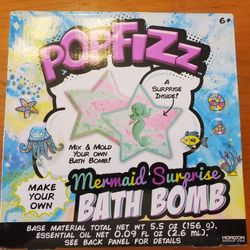 POPFIZZ
6+
A
SURPRISE
INSIDE!
MIX & MOLD
YOUR OWN
BATH BOMB!
MAKE
YOUR
OWN
Mermaid Surprise
BATH BOMB
BASE MATERIAL TOTAL NET WT 5.5 OZ (156 g).
ESSENTIAL OIL NET 0.09 FL OZ (2.6 mL).
SEE BACK PANEL FOR DETAILS
HORIZON